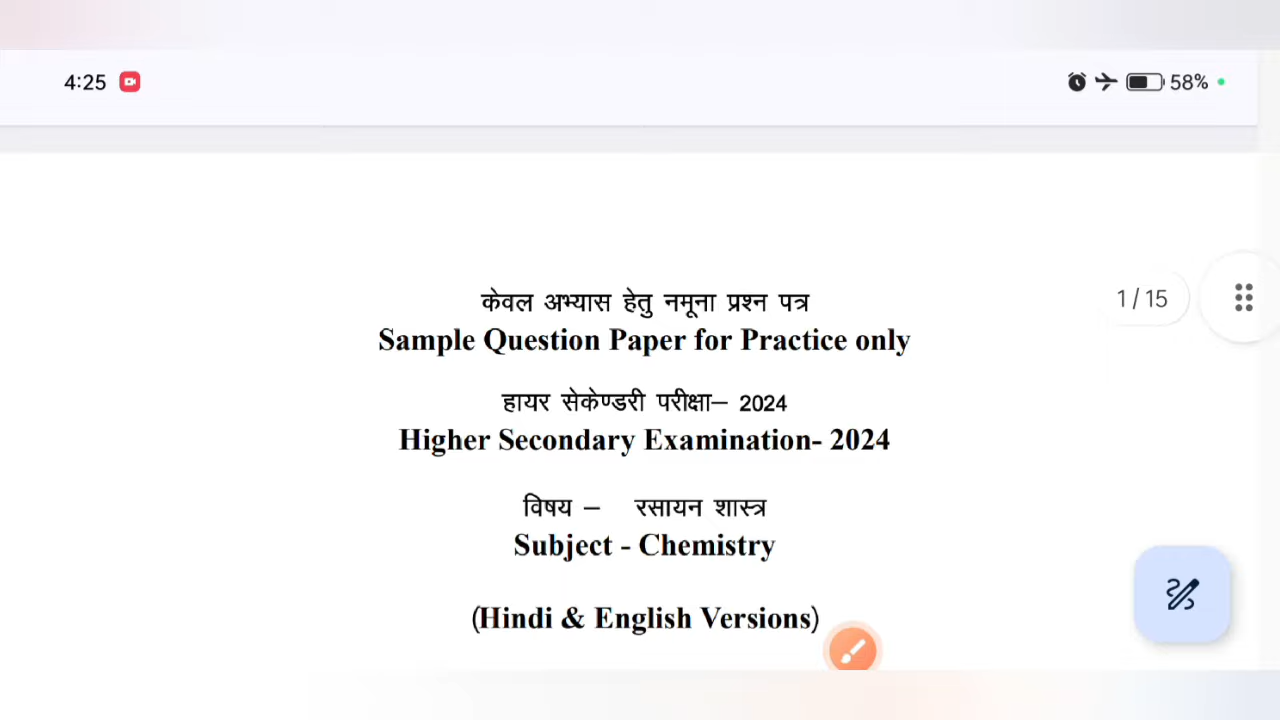 4:25
58%
केवल अभ्यास हेतु नमूना प्रश्न पत्र
1 / 15
Sample Question Paper for Practice only
हायर सेकेण्डरी परीक्षा– 2024
Higher Secondary Examination- 2024
विषय – रसायन शास्त्र
Subject - Chemistry
(Hindi & English Versions)